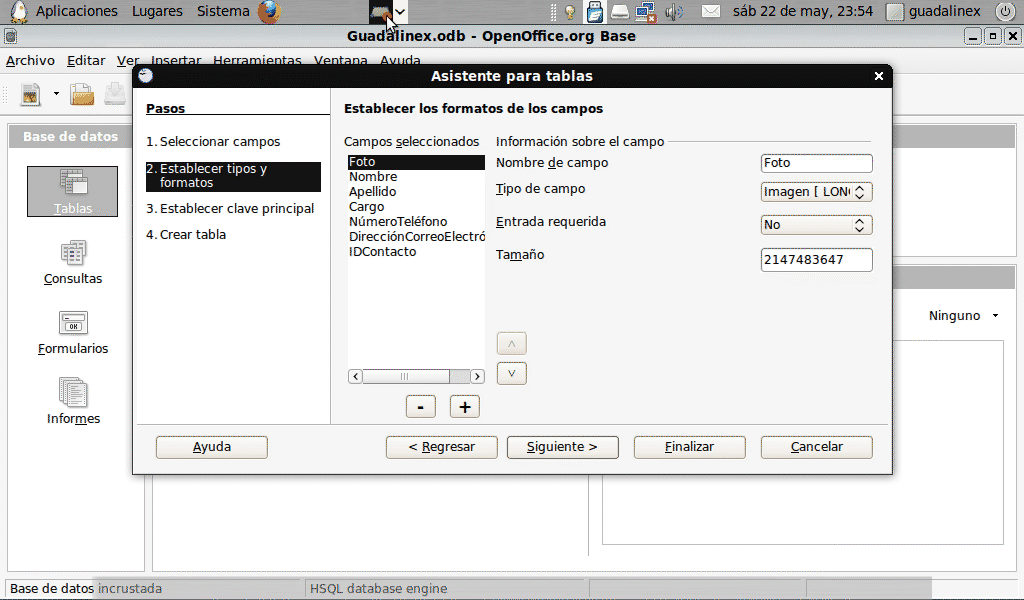 Aplicaciones Lugares Sistema sáb 22 de may, 23:54 guadalinex
Guadalinex.odb - OpenOffice.org Base
Archivo Editar Ver Insertar Herramientas Ventana Ayuda
Asistente para tablas
Base de datos
Tablas
Consultas
Formularios
Informes
Pasos
1. Seleccionar campos
2. Establecer tipos y
formatos
3. Establecer clave principal
4. Crear tabla
Establecer los formatos de los campos
Campos seleccionados
Foto
Nombre
Apellido
Cargo
NúmeroTeléfono
DirecciónCorreoElectró
IDContacto
- +
Información sobre el campo
Nombre de campo Foto
Tipo de campo Imagen [ LONG
Entrada requerida No
Tamaño 2147483647
Ninguno
Ayuda < Regresar Siguiente > Finalizar Cancelar
Base de datos incrustada HSQL database engine